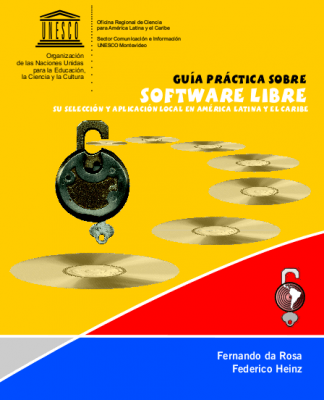 UNESCO
Organización
de las Naciones Unidas
para la Educación,
la Ciencia y la Cultura
Oficina Regional de Ciencia
para América Latina y el Caribe
Sector Comunicación e Información
UNESCO Montevideo
GUÍA PRÁCTICA SOBRE
SOFTWARE LIBRE
SU SELECCIÓN Y APLICACIÓN LOCAL EN AMÉRICA LATINA Y EL CARIBE
Fernando da Rosa
Federico Heinz